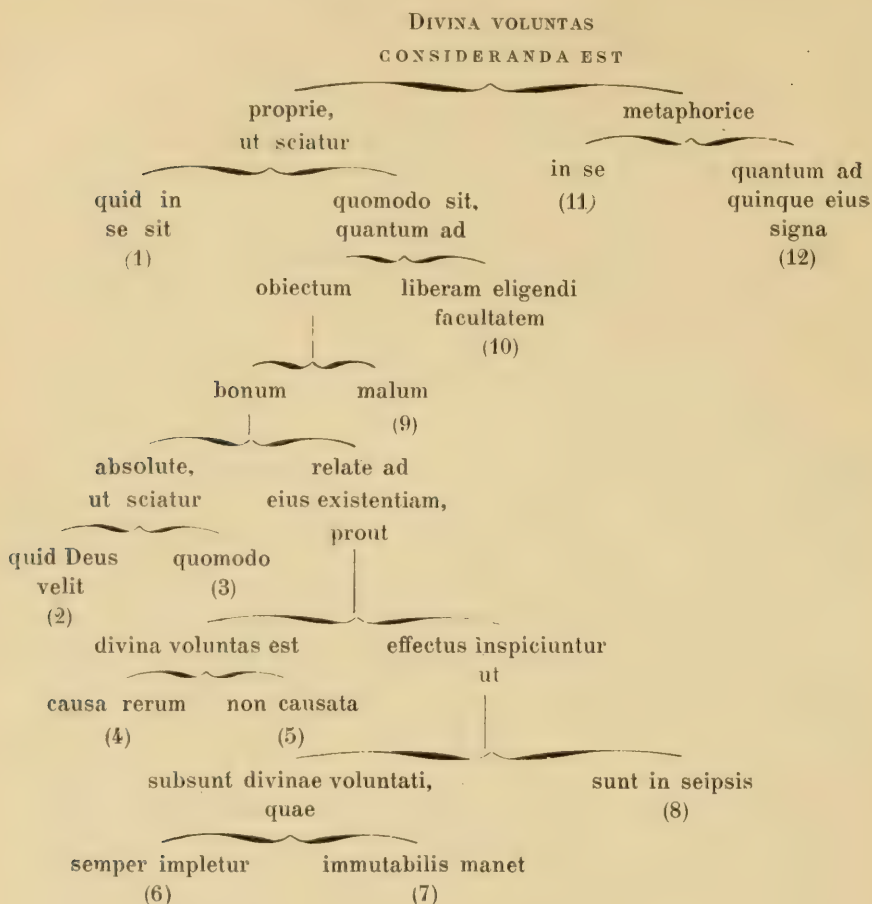 DIVINA VOLUNTAS
CONSIDERANDA EST
proprie,
ut sciatur
metaphorice
quid in
se sit
(1)
quomodo sit,
quantum ad
in se
(11)
quantum ad
quinque eius
signa
(12)
obiectum
liberam eligendi
facultatem
(10)
bonum
malum
(9)
absolute,
ut sciatur
relate ad
eius existentiam,
prout
quid Deus
velit
(2)
quomodo
(3)
divina voluntas est
effectus inspiciuntur
ut
causa rerum
(4)
non causata
(5)
subsunt divinae voluntati,
quae
sunt in seipsis
(8)
semper impletur
(6)
immutabilis manet
(7)